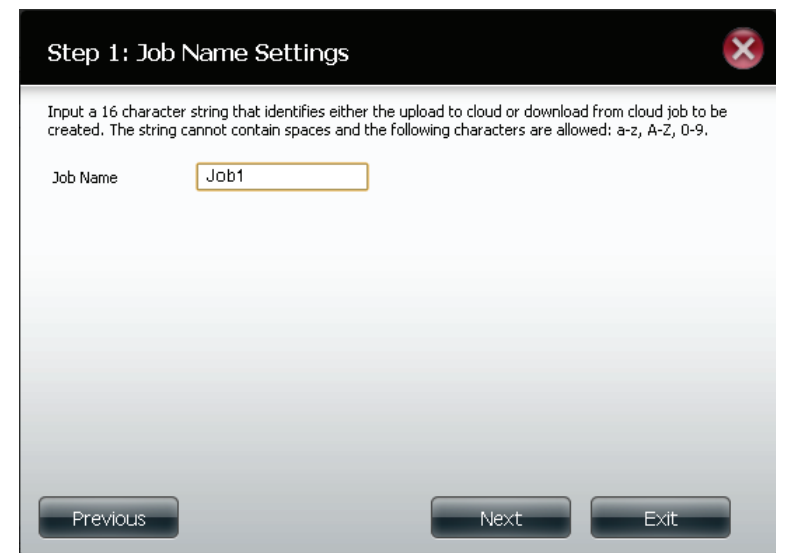 Step 1: Job Name Settings
Input a 16 character string that identifies either the upload to cloud or download from cloud job to be
created. The string cannot contain spaces and the following characters are allowed: a-z, A-Z, 0-9.
Job Name Job1
Previous Next Exit